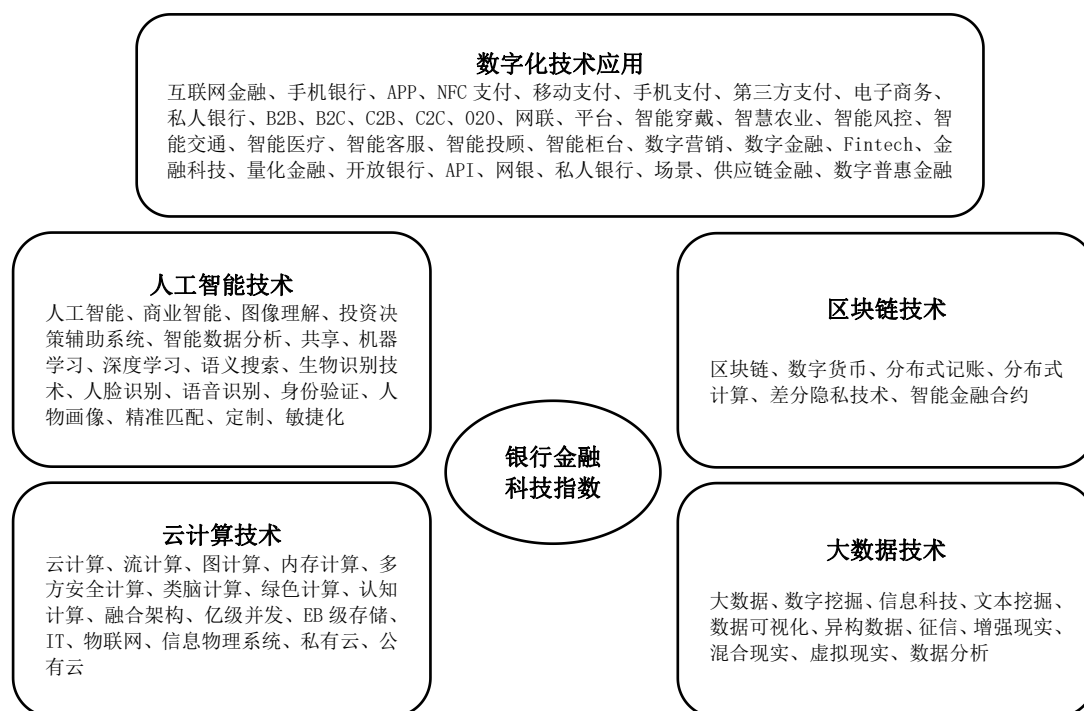 数字化技术应用
互联网金融、手机银行、APP、NFC 支付、移动支付、手机支付、第三方支付、电子商务、
私人银行、B2B、B2C、C2B、C2C、O2O、网联、平台、智能穿戴、智慧农业、智能风控、智
能交通、智能医疗、智能客服、智能投顾、智能柜台、数字营销、数字金融、Fintech、金
融科技、量化金融、开放银行、API、网银、私人银行、场景、供应链金融、数字普惠金融
人工智能技术
人工智能、商业智能、图像理解、投资决
策辅助系统、智能数据分析、共享、机器
学习、深度学习、语义搜索、生物识别技
术、人脸识别、语音识别、身份验证、人
物画像、精准匹配、定制、敏捷化
区块链技术
区块链、数字货币、分布式记账、分布式
计算、差分隐私技术、智能金融合约
银行金融
科技指数
云计算技术
云计算、流计算、图计算、内存计算、多
方安全计算、类脑计算、绿色计算、认知
计算、融合架构、亿级并发、EB 级存储、
IT、物联网、信息物理系统、私有云、公
有云
大数据技术
大数据、数字挖掘、信息科技、文本挖掘、
数据可视化、异构数据、征信、增强现实、
混合现实、虚拟现实、数据分析